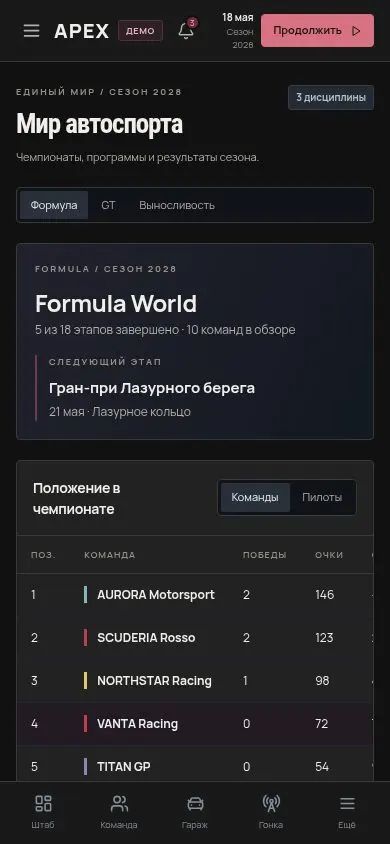 APEX
ДЕМО
3
18 мая
Сезон
2028
Продолжить
ЕДИНЫЙ МИР / СЕЗОН 2028
3 дисциплины
Мир автоспорта
Чемпионаты, программы и результаты сезона.
Формула GT Выносливость
FORMULA / СЕЗОН 2028
Formula World
5 из 18 этапов завершено · 10 команд в обзоре
СЛЕДУЮЩИЙ ЭТАП
Гран-при Лазурного берега
21 мая · Лазурное кольцо
Положение в
чемпионате
Команды Пилоты
ПОЗ. КОМАНДА ПОБЕДЫ ОЧКИ
1 AURORA Motorsport 2 146
2 SCUDERIA Rosso 2 123
3 NORTHSTAR Racing 1 98
4 VANTA Racing 0 72
5 TITAN GP 0 54
Штаб Команда Гараж Гонка Ещё